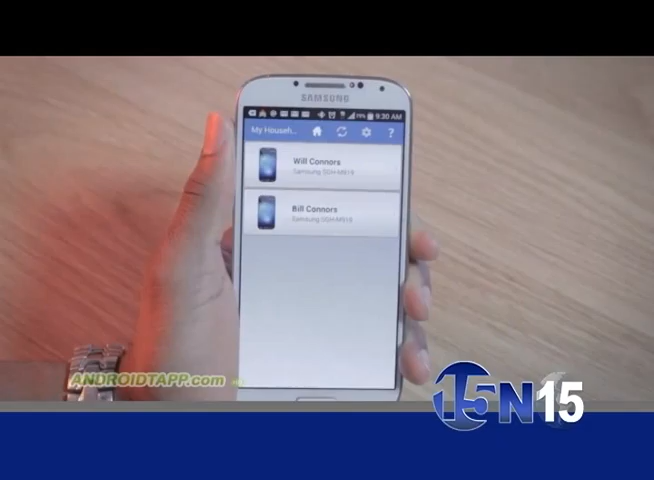 SAMSUNG
79% 9:30 AM
My Househ... ?
Will Connors
Samsung SGH-M919
Bill Connors
Samsung SGH-M919
ANDROIDTAPP.com
15N15